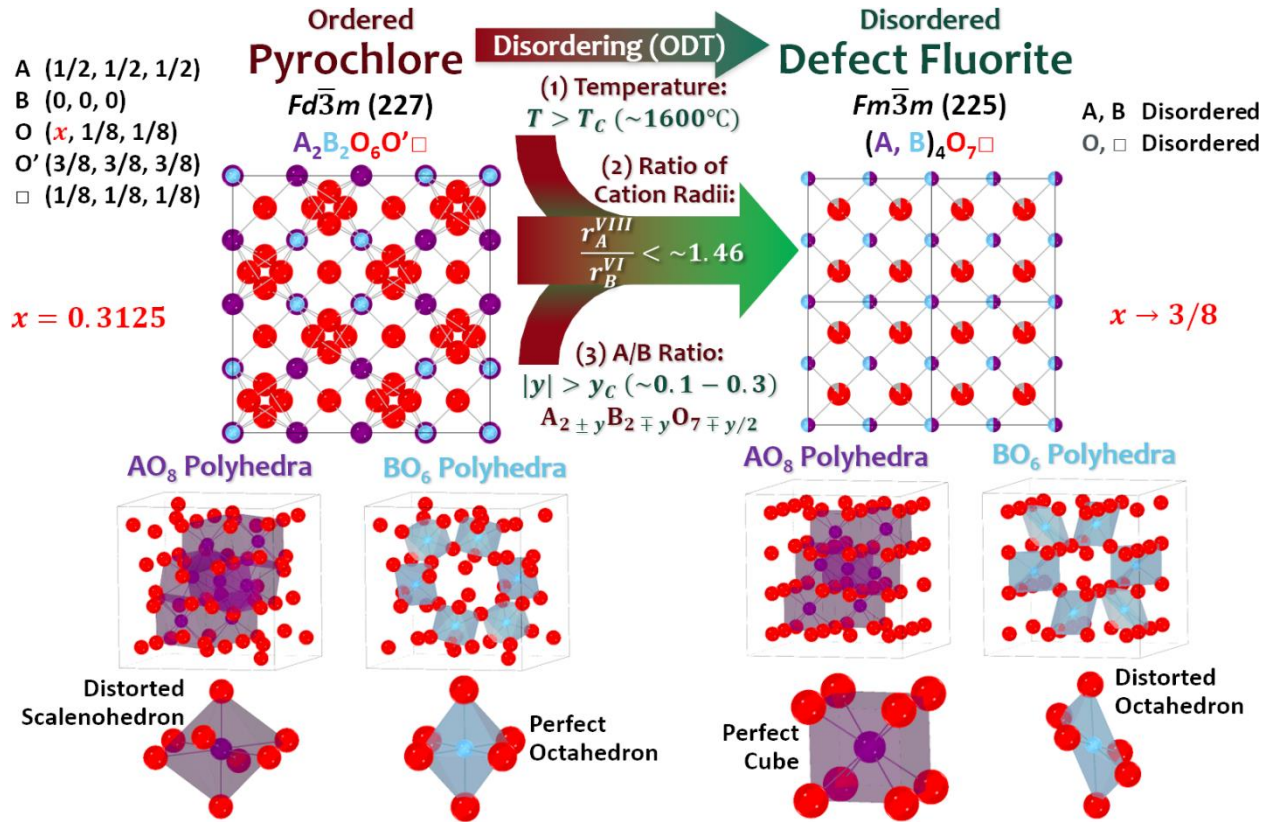 Ordered
Pyrochlore
Fd3̅m (227)
A₂B₂O₆O'□
A (1/2, 1/2, 1/2)
B (0, 0, 0)
O (x, 1/8, 1/8)
O' (3/8, 3/8, 3/8)
□ (1/8, 1/8, 1/8)
x = 0.3125
Disordering (ODT)
(1) Temperature:
T > T_C (~1600°C)
(2) Ratio of
Cation Radii:
r_A^VIII / r_B^VI < ~1.46
(3) A/B Ratio:
|y| > y_C (~0.1 − 0.3)
A₂ ± yB₂ ∓ yO₇ ∓ y/2
Disordered
Defect Fluorite
Fm3̅m (225)
(A, B)₄O₇□
A, B Disordered
O, □ Disordered
x → 3/8
AO₈ Polyhedra
BO₆ Polyhedra
AO₈ Polyhedra
BO₆ Polyhedra
Distorted
Scalenohedron
Perfect
Octahedron
Perfect
Cube
Distorted
Octahedron